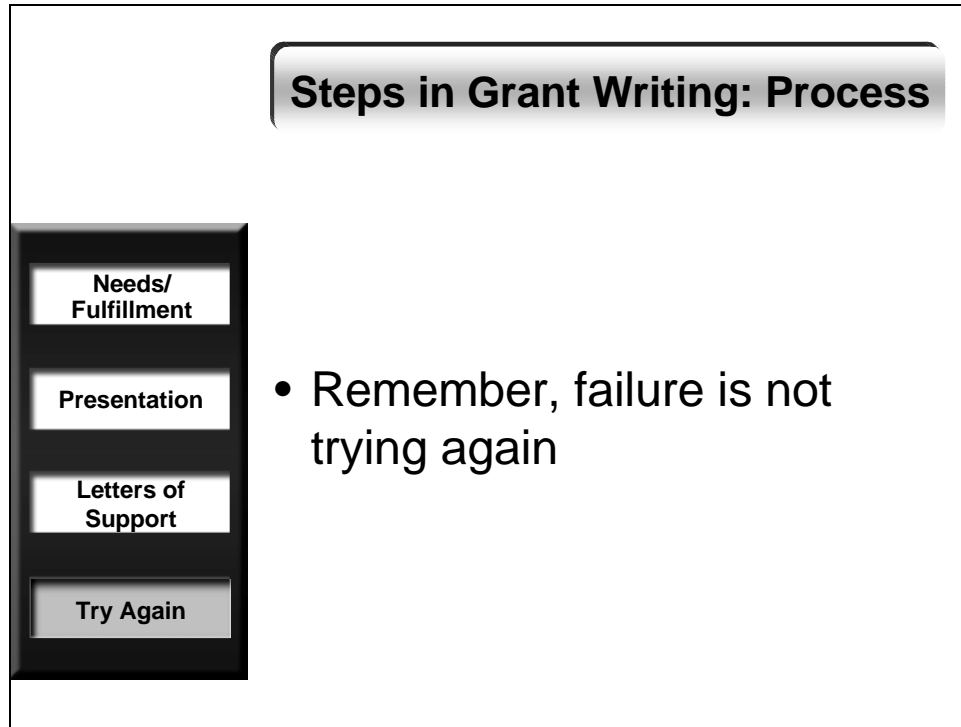 Steps in Grant Writing: Process
Needs/
Fulfillment
Presentation
Letters of
Support
Try Again
• Remember, failure is not
trying again